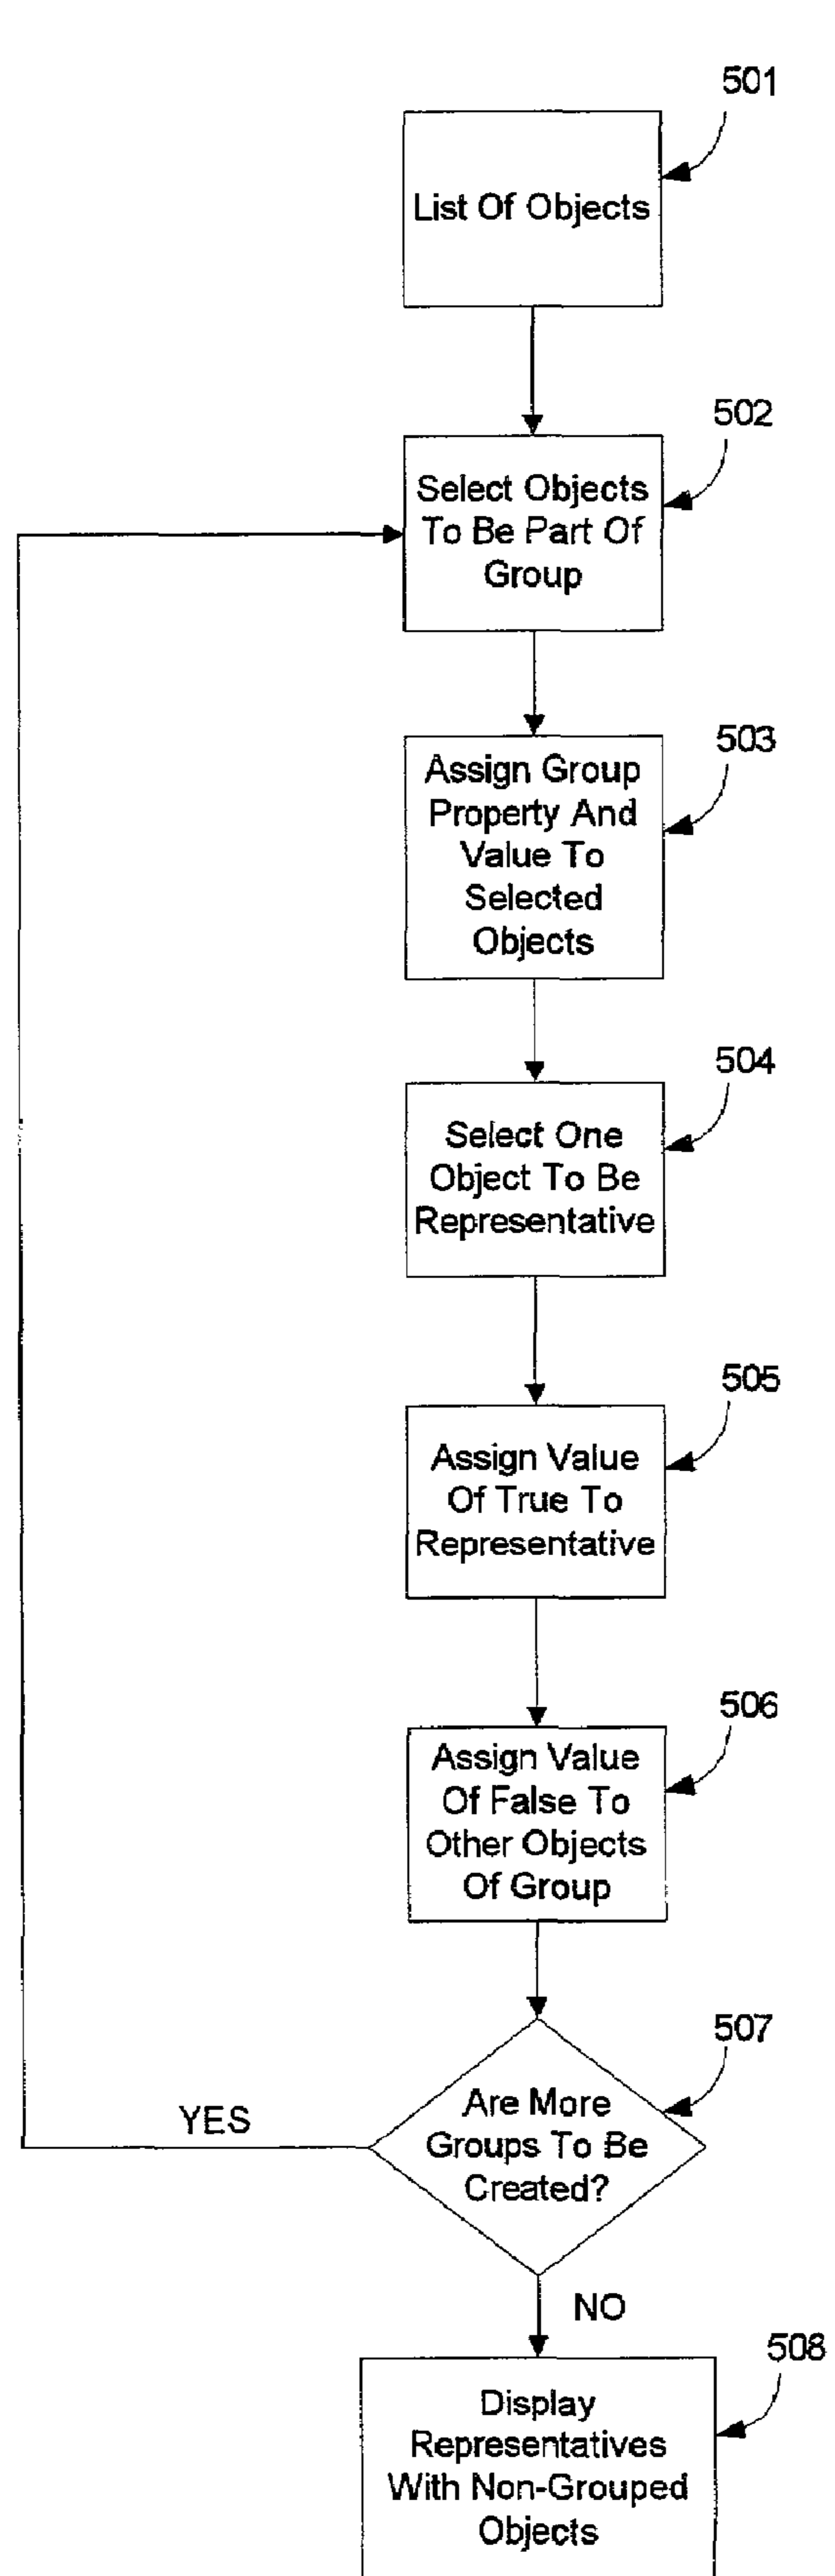 501
List Of Objects
502
Select Objects
To Be Part Of
Group
503
Assign Group
Property And
Value To
Selected
Objects
504
Select One
Object To Be
Representative
505
Assign Value
Of True To
Representative
506
Assign Value
Of False To
Other Objects
Of Group
507
Are More
Groups To Be
Created?
YES
NO
508
Display
Representatives
With Non-Grouped
Objects